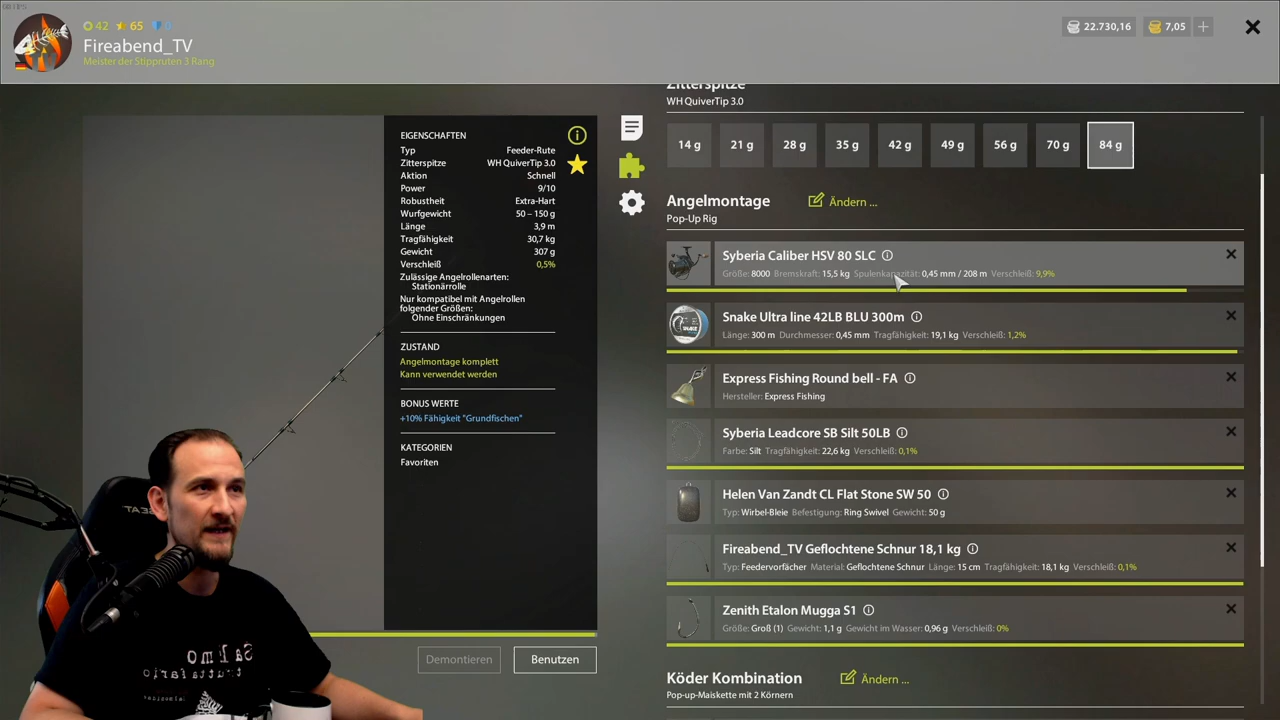 42 65
Fireabend_TV
Meister der Stippruten 3 Rang
22.730,16 7,05 +
Zitterspitze
WH QuiverTip 3.0
14 g 21 g 28 g 35 g 42 g 49 g 56 g 70 g 84 g
EIGENSCHAFTEN
Typ Feeder-Rute
Zitterspitze WH QuiverTip 3.0
Aktion Schnell
Power 9/10
Robustheit Extra-Hart
Wurfgewicht 50 – 150 g
Länge 3,9 m
Tragfähigkeit 30,7 kg
Gewicht 307 g
Verschleiß 0,5%
Zulässige Angelrollenarten:
Stationärrolle
Nur kompatibel mit Angelrollen
folgender Größen:
Ohne Einschränkungen
ZUSTAND
Angelmontage komplett
Kann verwendet werden
BONUS WERTE
+10% Fähigkeit "Grundfischen"
KATEGORIEN
Favoriten
Demontieren Benutzen
Angelmontage Ändern ...
Pop-Up Rig
Syberia Caliber HSV 80 SLC
Größe: 8000 Bremskraft: 15,5 kg Spulenkapazität: 0,45 mm / 208 m Verschleiß: 9,9%
Snake Ultra line 42LB BLU 300m
Länge: 300 m Durchmesser: 0,45 mm Tragfähigkeit: 19,1 kg Verschleiß: 1,2%
Express Fishing Round bell - FA
Hersteller: Express Fishing
Syberia Leadcore SB Silt 50LB
Farbe: Silt Tragfähigkeit: 22,6 kg Verschleiß: 0,1%
Helen Van Zandt CL Flat Stone SW 50
Typ: Wirbel-Bleie Befestigung: Ring Swivel Gewicht: 50 g
Fireabend_TV Geflochtene Schnur 18,1 kg
Typ: Feedervorfächer Material: Geflochtene Schnur Länge: 15 cm Tragfähigkeit: 18,1 kg Verschleiß: 0,1%
Zenith Etalon Mugga S1
Größe: Groß (1) Gewicht: 1,1 g Gewicht im Wasser: 0,96 g Verschleiß: 0%
Köder Kombination Ändern ...
Pop-up-Maiskette mit 2 Körnern